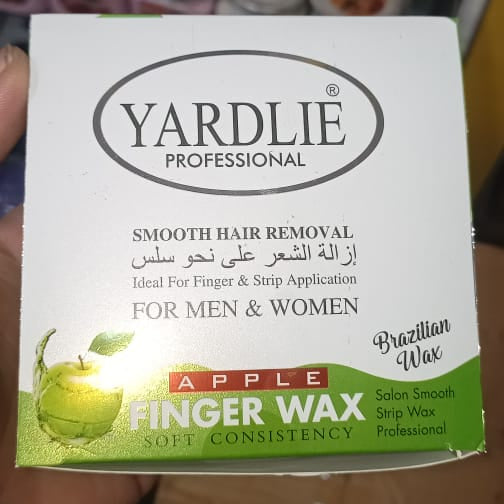 YARDLIE®
PROFESSIONAL
SMOOTH HAIR REMOVAL
إزالة الشعر على نحو سلس
Ideal For Finger & Strip Application
FOR MEN & WOMEN
Brazilian
Wax
APPLE
FINGER WAX
SOFT CONSISTENCY
Salon Smooth
Strip Wax
Professional